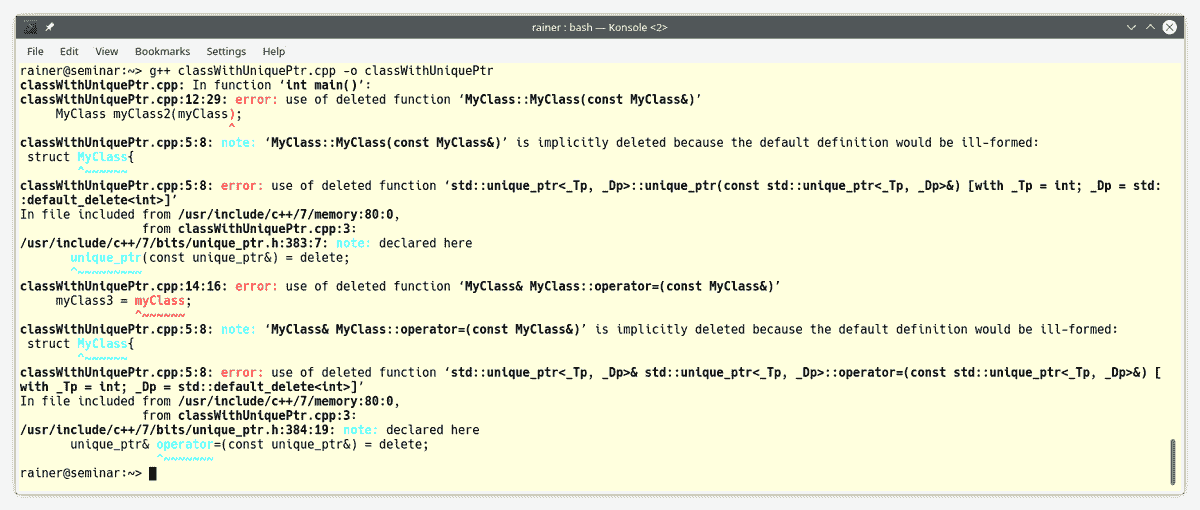 rainer : bash — Konsole <2>
File Edit View Bookmarks Settings Help
rainer@seminar:~> g++ classWithUniquePtr.cpp -o classWithUniquePtr
classWithUniquePtr.cpp: In function ‘int main()’:
classWithUniquePtr.cpp:12:29: error: use of deleted function ‘MyClass::MyClass(const MyClass&)’
     MyClass myClass2(myClass);
                             ^
classWithUniquePtr.cpp:5:8: note: ‘MyClass::MyClass(const MyClass&)’ is implicitly deleted because the default definition would be ill-formed:
 struct MyClass{
        ^~~~~~~
classWithUniquePtr.cpp:5:8: error: use of deleted function ‘std::unique_ptr<_Tp, _Dp>::unique_ptr(const std::unique_ptr<_Tp, _Dp>&) [with _Tp = int; _Dp = std:
:default_delete<int>]’
In file included from /usr/include/c++/7/memory:80:0,
                 from classWithUniquePtr.cpp:3:
/usr/include/c++/7/bits/unique_ptr.h:383:7: note: declared here
       unique_ptr(const unique_ptr&) = delete;
       ^~~~~~~~~~
classWithUniquePtr.cpp:14:16: error: use of deleted function ‘MyClass& MyClass::operator=(const MyClass&)’
     myClass3 = myClass;
                ^~~~~~~
classWithUniquePtr.cpp:5:8: note: ‘MyClass& MyClass::operator=(const MyClass&)’ is implicitly deleted because the default definition would be ill-formed:
 struct MyClass{
        ^~~~~~~
classWithUniquePtr.cpp:5:8: error: use of deleted function ‘std::unique_ptr<_Tp, _Dp>& std::unique_ptr<_Tp, _Dp>::operator=(const std::unique_ptr<_Tp, _Dp>&) [
with _Tp = int; _Dp = std::default_delete<int>]’
In file included from /usr/include/c++/7/memory:80:0,
                 from classWithUniquePtr.cpp:3:
/usr/include/c++/7/bits/unique_ptr.h:384:19: note: declared here
       unique_ptr& operator=(const unique_ptr&) = delete;
                   ^~~~~~~~
rainer@seminar:~>